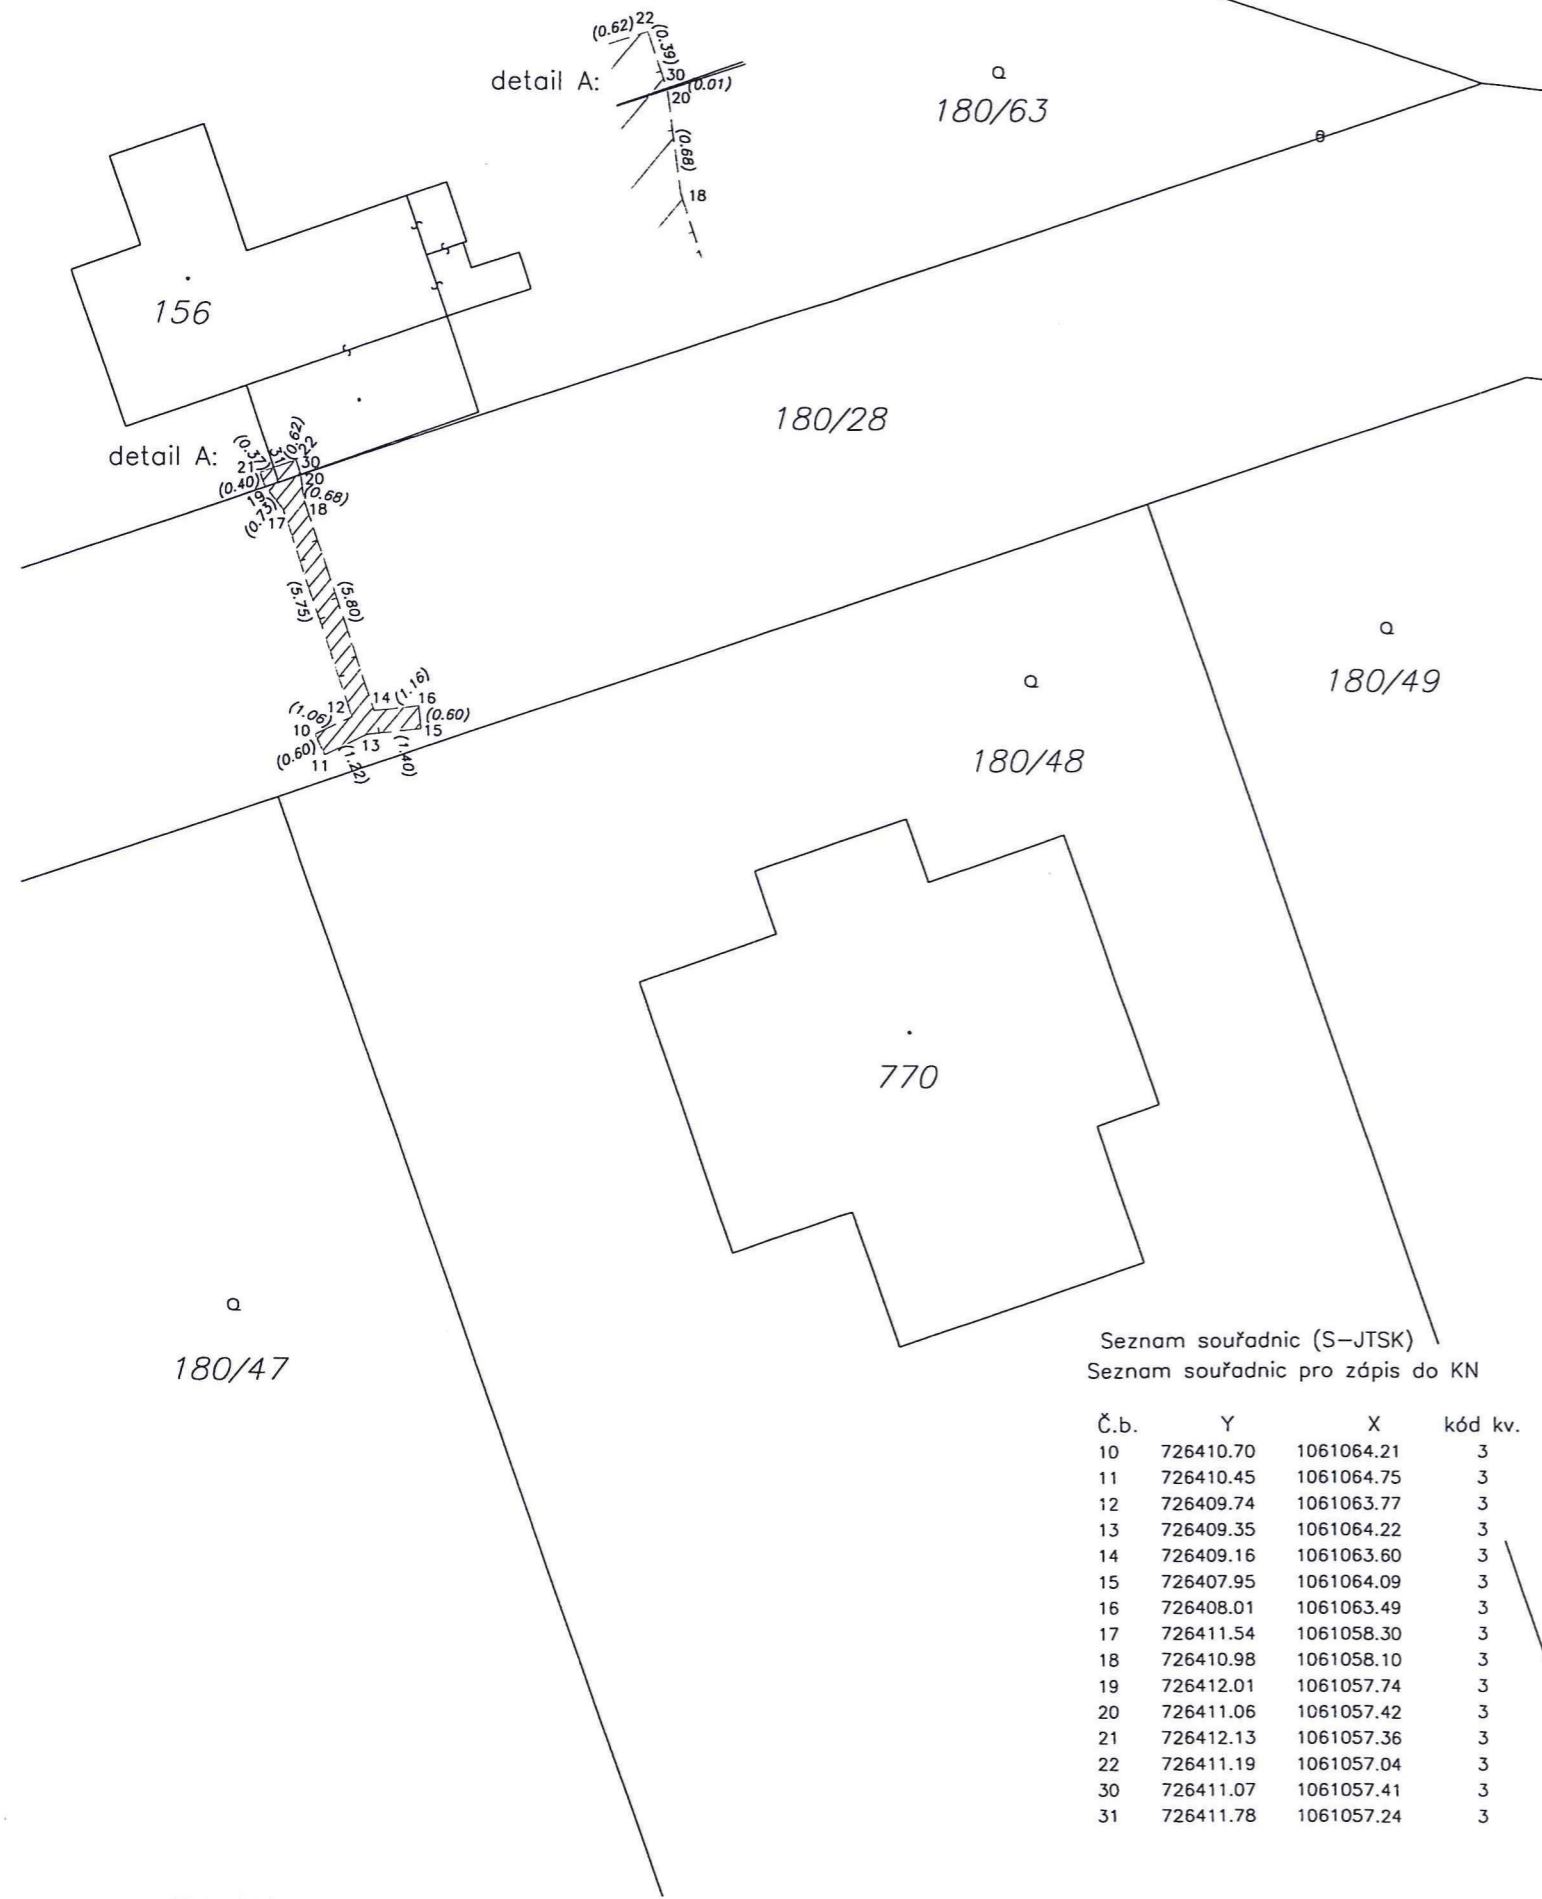 (0.62) 22
(0.39)
detail A:
30
(0.01)
20
(0.68)
18
180/63
156
180/28
detail A:
(0.37)
31
(0.62)
22
21
30
(0.40)
20
19
(0.68)
(0.73)
17
18
(5.75)
(5.80)
14
(1.16)
16
(1.06)
12
(0.60)
10
15
13
(0.60)
11
(1.22)
(1.40)
180/49
180/48
770
180/47
Seznam souřadnic (S-JTSK)
Seznam souřadnic pro zápis do KN
Č.b. Y X kód kv.
10 726410.70 1061064.21 3
11 726410.45 1061064.75 3
12 726409.74 1061063.77 3
13 726409.35 1061064.22 3
14 726409.16 1061063.60 3
15 726407.95 1061064.09 3
16 726408.01 1061063.49 3
17 726411.54 1061058.30 3
18 726410.98 1061058.10 3
19 726412.01 1061057.74 3
20 726411.06 1061057.42 3
21 726412.13 1061057.36 3
22 726411.19 1061057.04 3
30 726411.07 1061057.41 3
31 726411.78 1061057.24 3